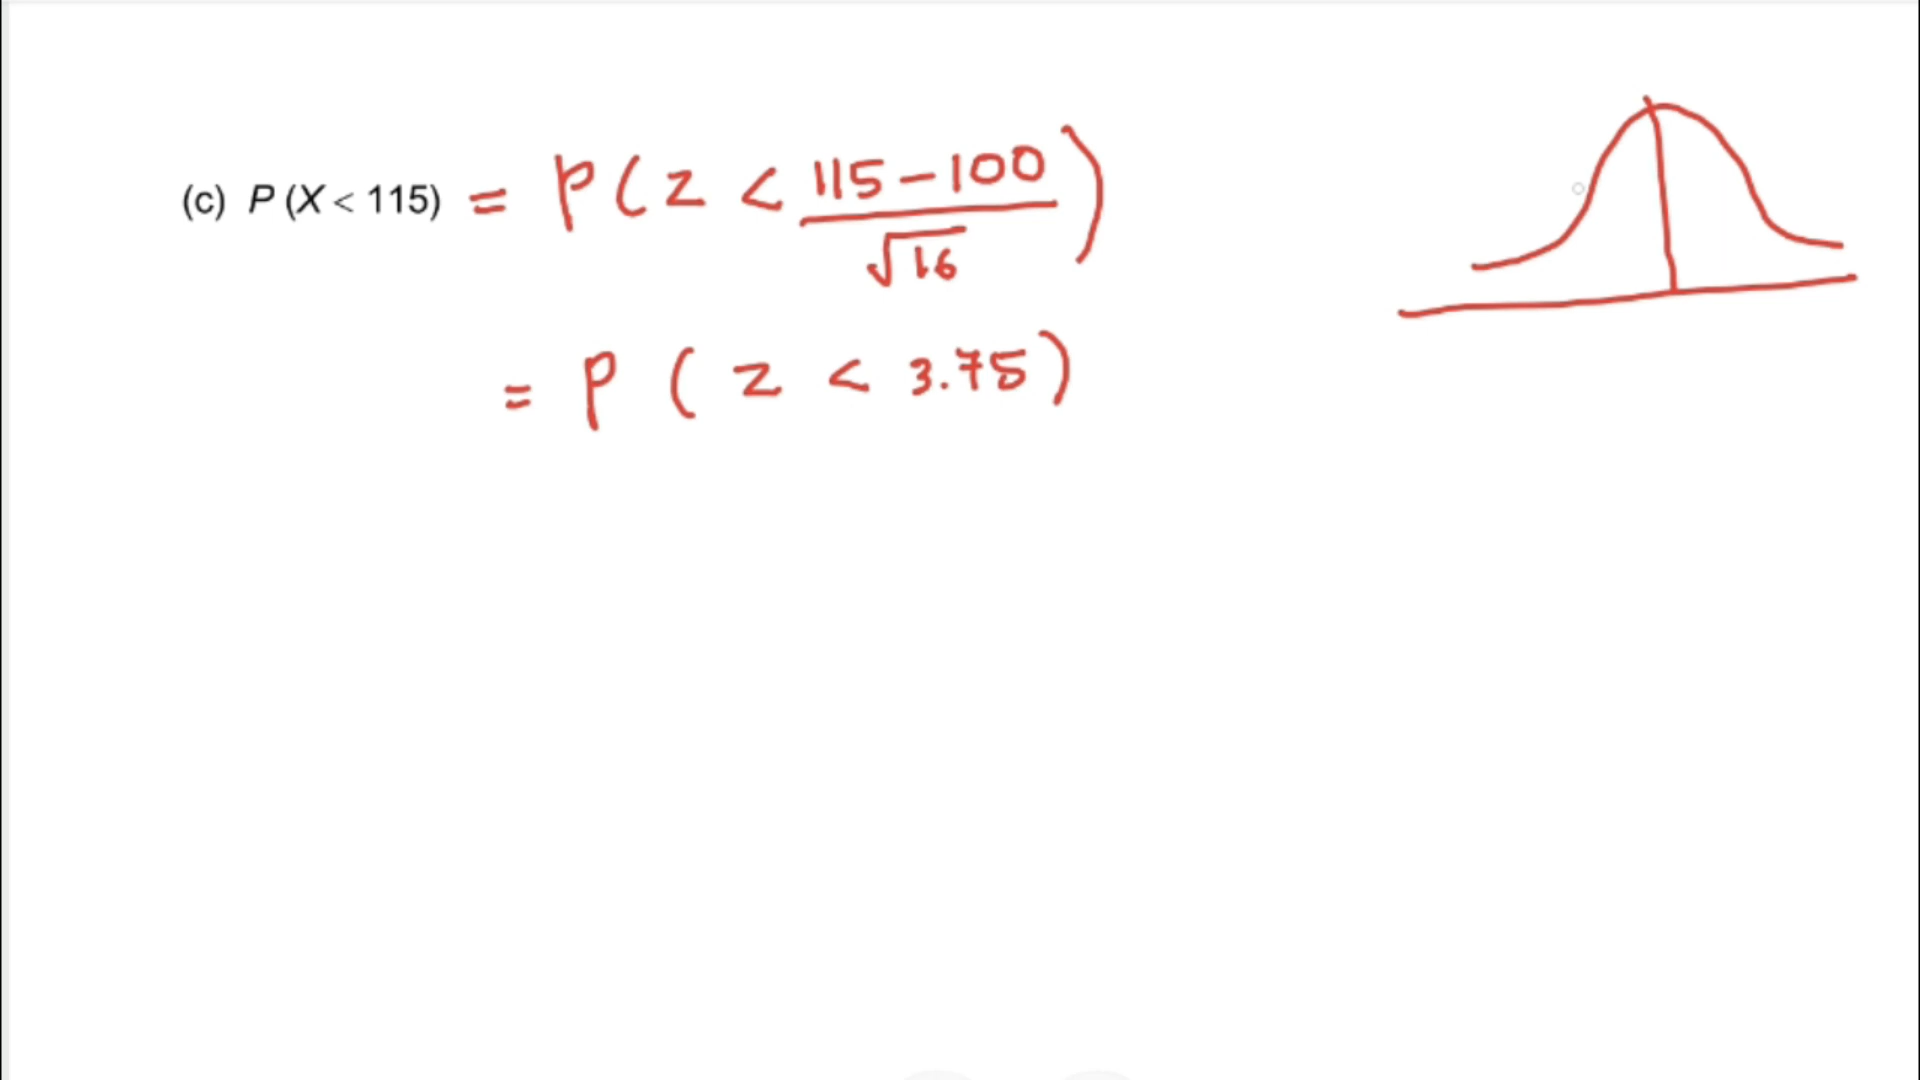 (c) P (X < 115) = P ( Z < 115 - 100 / √16 )
= P ( Z < 3.75 )